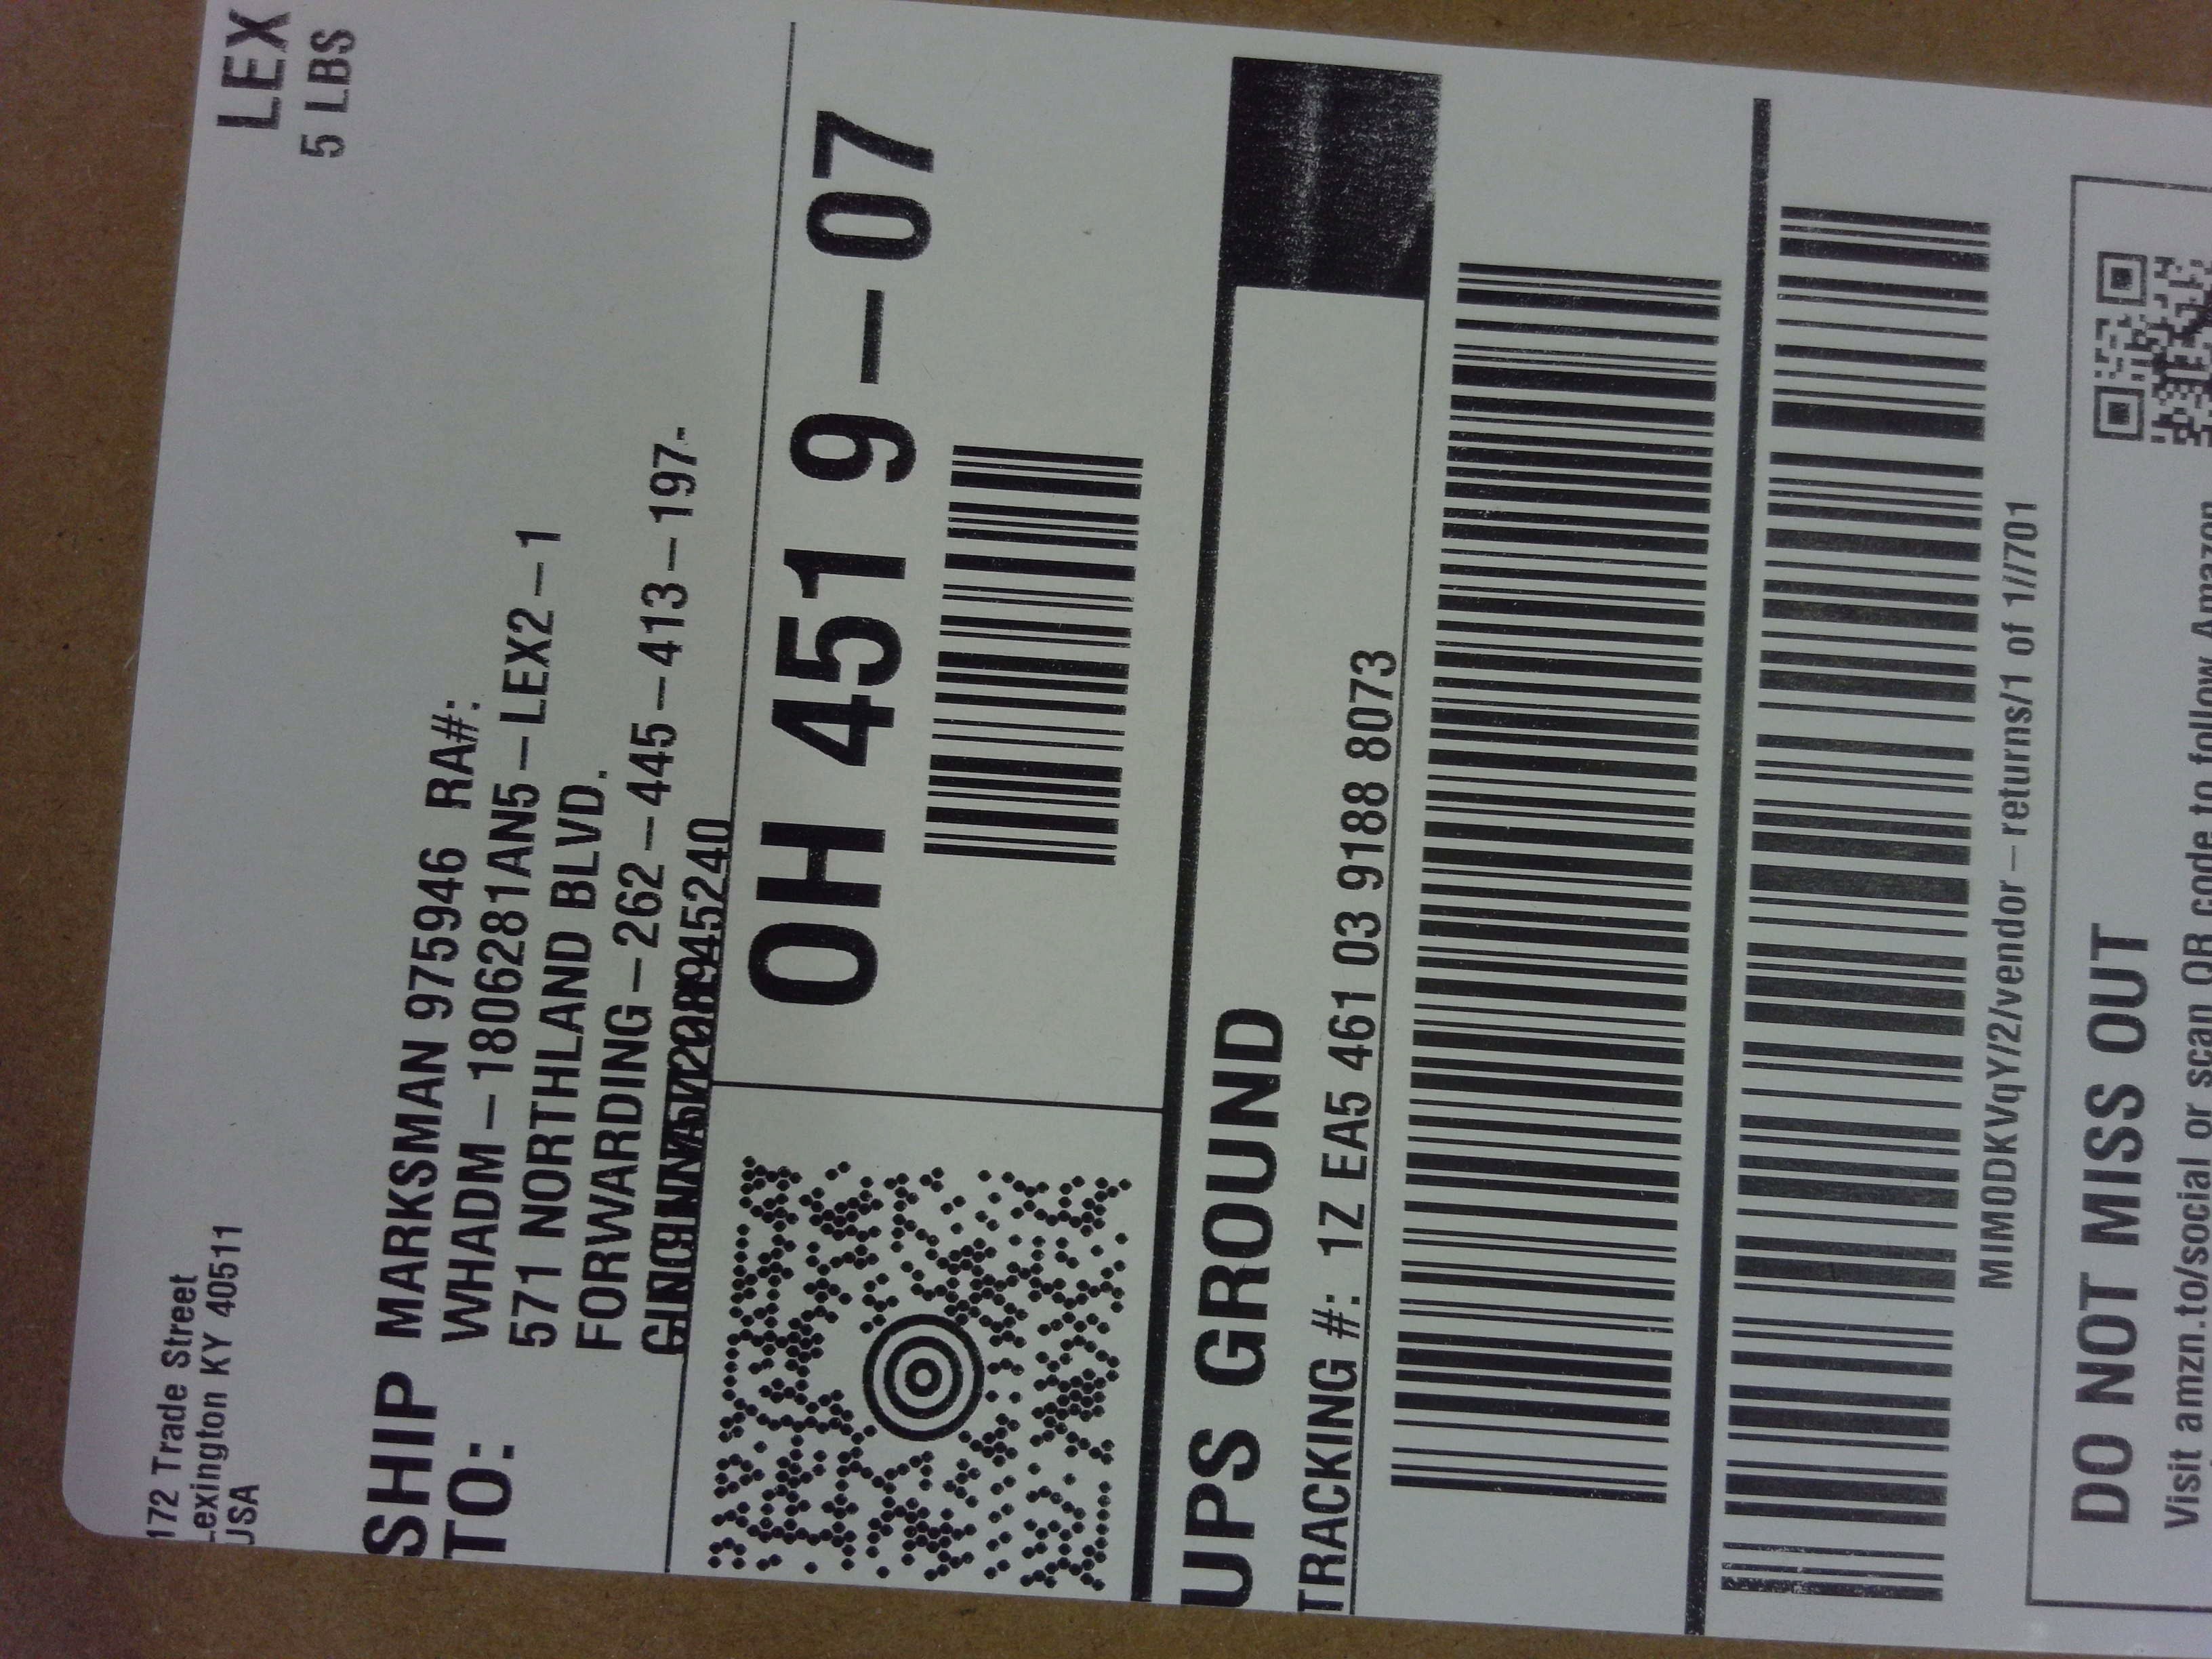 172 Trade Street
Lexington KY 40511
USA
LEX
5 LBS
SHIP TO:
MARKSMAN 975946 RA#:
WHADM-1806281AN5-LEX2-1
571 NORTHLAND BLVD.
FORWARDING-262-445-413-197-
45240
OH 451 9-07
UPS GROUND
TRACKING #: 1Z EA5 461 03 9188 8073
MIMODKVqY/2/vendor-returns/1 of 1//701
DO NOT MISS OUT
Visit amzn.to/social or scan QR code to follow Amazon